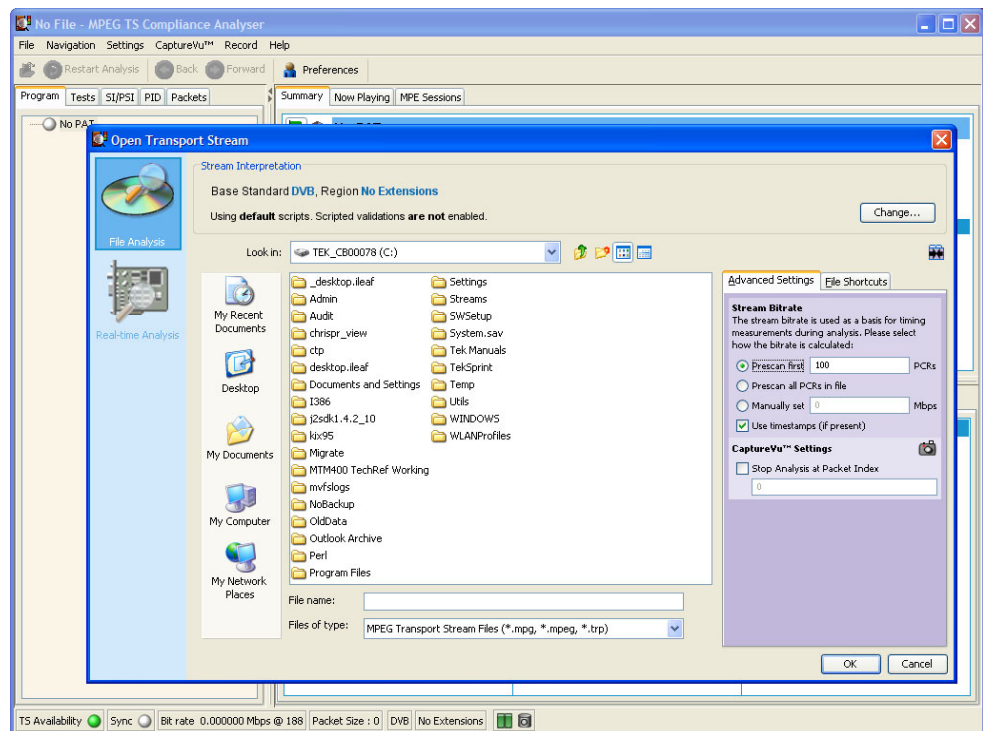 No File - MPEG TS Compliance Analyser
File Navigation Settings CaptureVu™ Record Help
Restart Analysis Back Forward Preferences
Program Tests SI/PSI PID Packets Summary Now Playing MPE Sessions
No PAT
Open Transport Stream
File Analysis
Real-time Analysis
Stream Interpretation
Base Standard DVB, Region No Extensions
Using default scripts. Scripted validations are not enabled.
Change...
Look in: TEK_CB00078 (C:)
My Recent Documents
Desktop
My Documents
My Computer
My Network Places
_desktop.ileaf
Admin
Audit
chrispr_view
ctp
desktop.ileaf
Documents and Settings
I386
j2sdk1.4.2_10
kix95
Migrate
MTM400 TechRef Working
mvfslogs
NoBackup
OldData
Outlook Archive
Perl
Program Files
Settings
Streams
SWSetup
System.sav
Tek Manuals
TekSprint
Temp
Utils
WINDOWS
WLANProfiles
File name:
Files of type: MPEG Transport Stream Files (*.mpg, *.mpeg, *.trp)
Advanced Settings File Shortcuts
Stream Bitrate
The stream bitrate is used as a basis for timing
measurements during analysis. Please select
how the bitrate is calculated:
Prescan first 100 PCRs
Prescan all PCRs in file
Manually set 0 Mbps
Use timestamps (if present)
CaptureVu™ Settings
Stop Analysis at Packet Index
0
OK Cancel
TS Availability Sync Bit rate 0.000000 Mbps @ 188 Packet Size : 0 DVB No Extensions